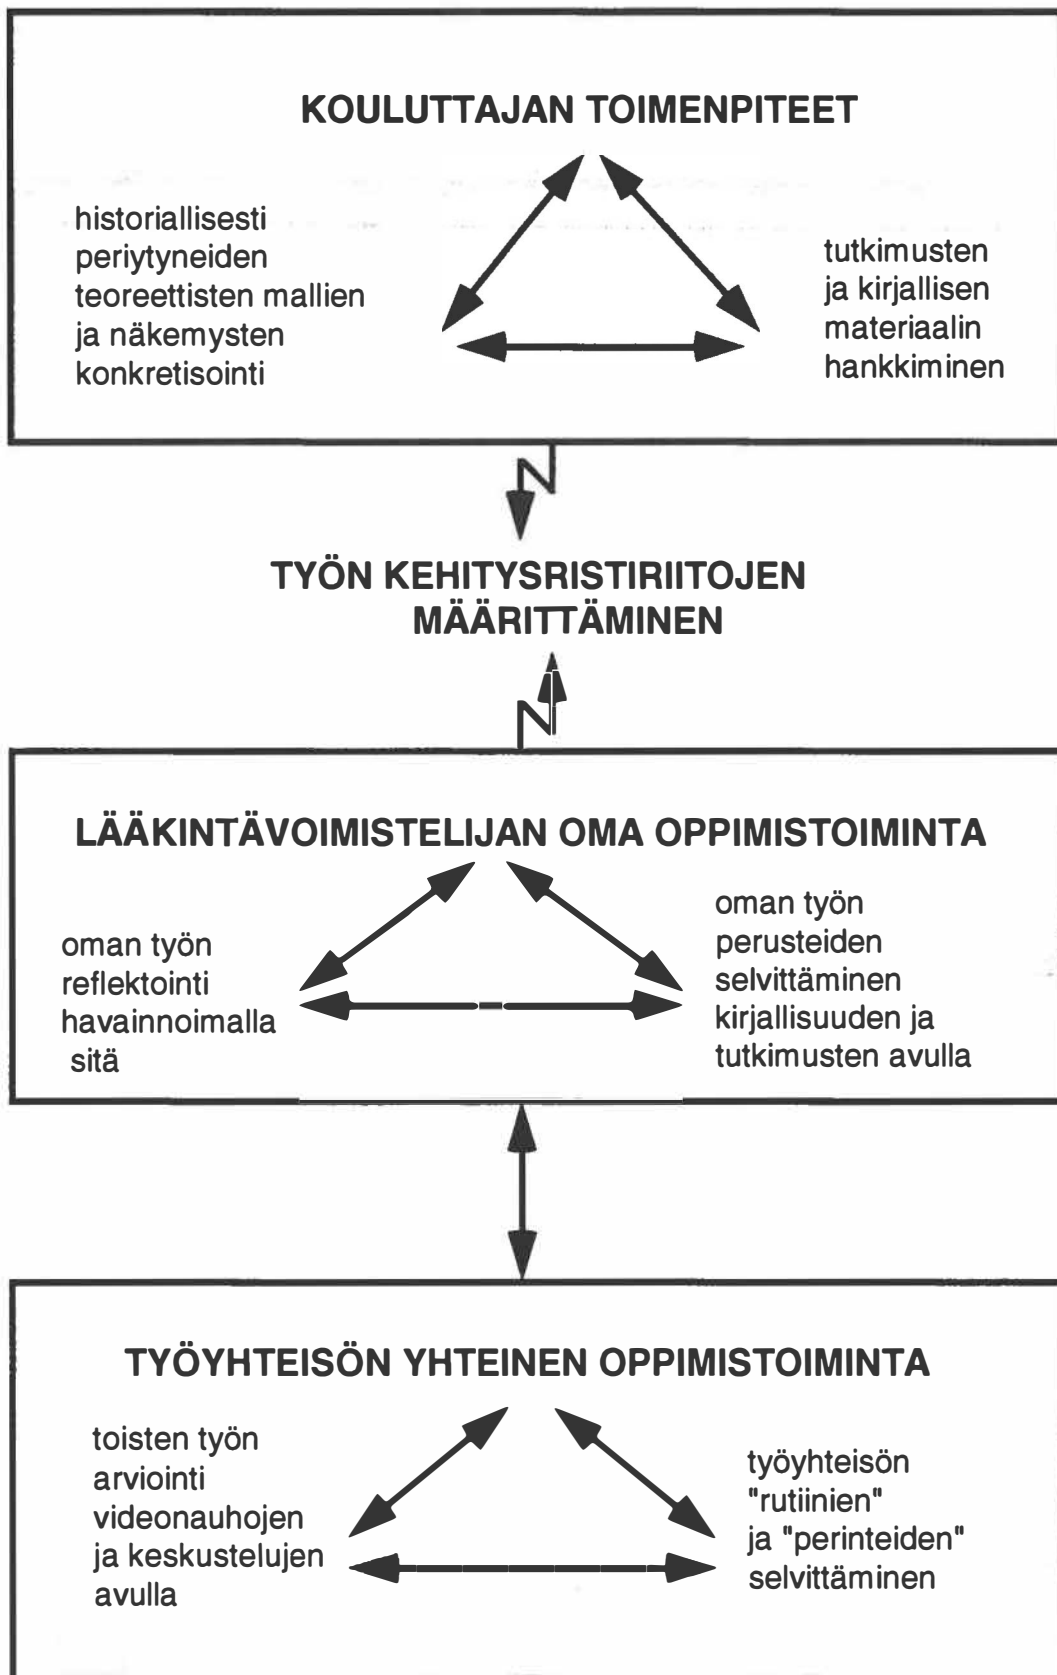 KOULUTTAJAN TOIMENPITEET
historiallisesti
periytyneiden
teoreettisten mallien
ja näkemysten
konkretisointi
tutkimusten
ja kirjallisen
materiaalin
hankkiminen
TYÖN KEHITYSRISTIRIITOJEN
MÄÄRITTÄMINEN
LÄÄKINTÄVOIMISTELIJAN OMA OPPIMISTOIMINTA
oman työn
reflektointi
havainnoimalla
sitä
oman työn
perusteiden
selvittäminen
kirjallisuuden ja
tutkimusten avulla
TYÖYHTEISÖN YHTEINEN OPPIMISTOIMINTA
toisten työn
arviointi
videonauhojen
ja keskustelujen
avulla
työyhteisön
"rutiinien"
ja "perinteiden"
selvittäminen